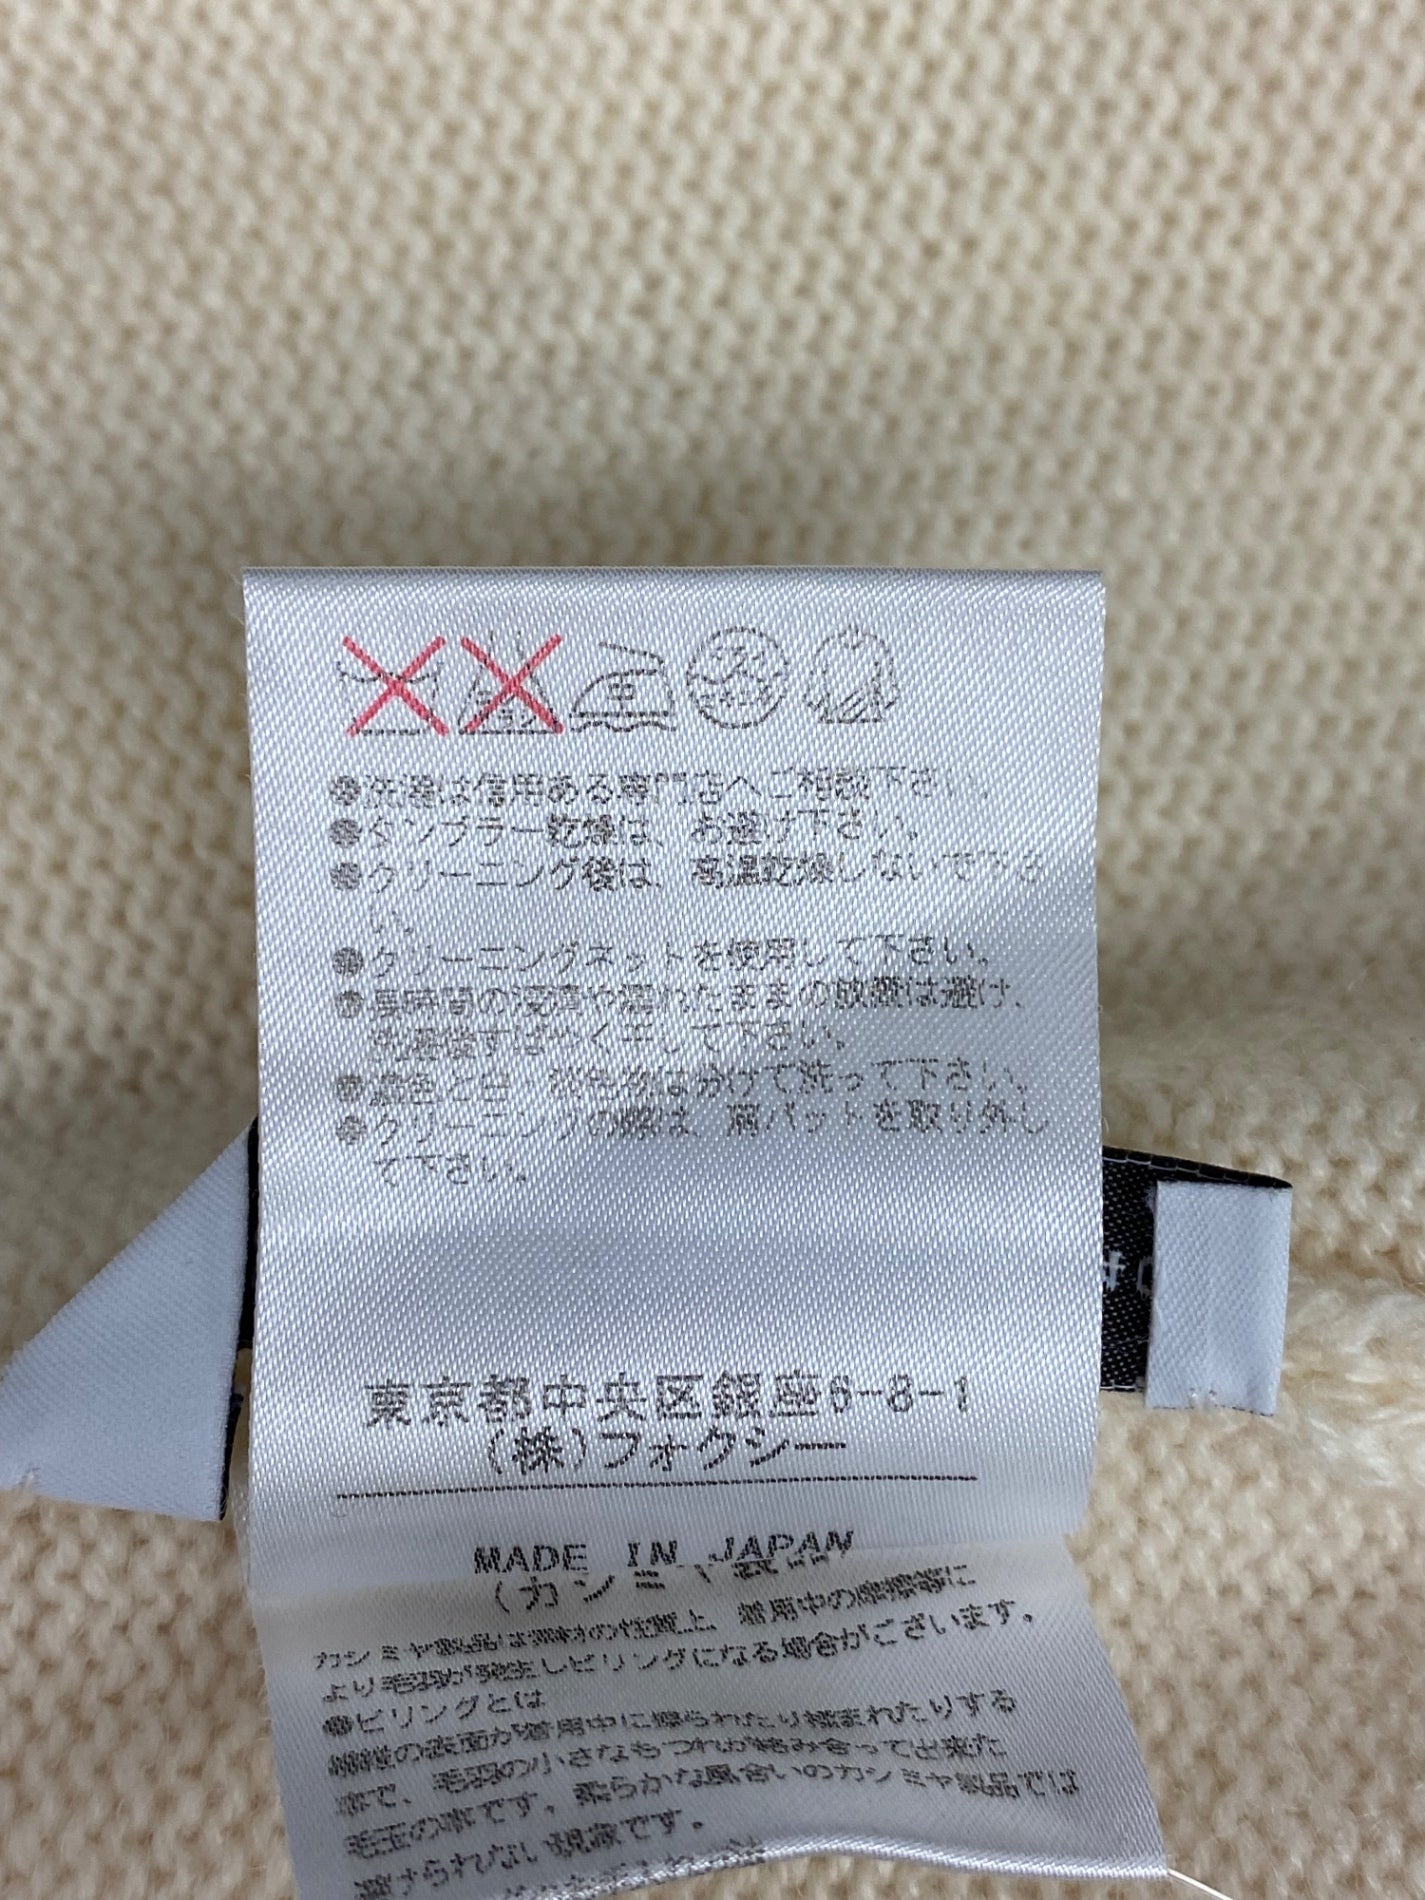 中
●洗濯は信用ある専門店へご相談下さい。
●タンブラー乾燥は、お避け下さい。
●クリーニング後は、高温乾燥しないで下さ
い。
●クリーニングネットを使用して下さい。
●長時間の浸漬や濡れたままの放置は避け、
洗濯後すばやく干して下さい。
●濃色と白・淡色物はわけて洗って下さい。
●クリーニングの際は、肩パットを取り外し
て下さい。
東京都中央区銀座6-8-1
(株)フォクシー
MADE IN JAPAN
(カシミヤ製品)
カシミヤ製品は素材の性質上、着用中の摩擦等に
より毛羽が発生しピリングになる場合がございます。
●ピリングとは
繊維の表面が着用中に擦られたり揉まれたりする
事で、毛羽の小さなもつれが絡み合って出来た
毛玉の事です。柔らかな風合いのカシミヤ製品では
避けられない現象です。